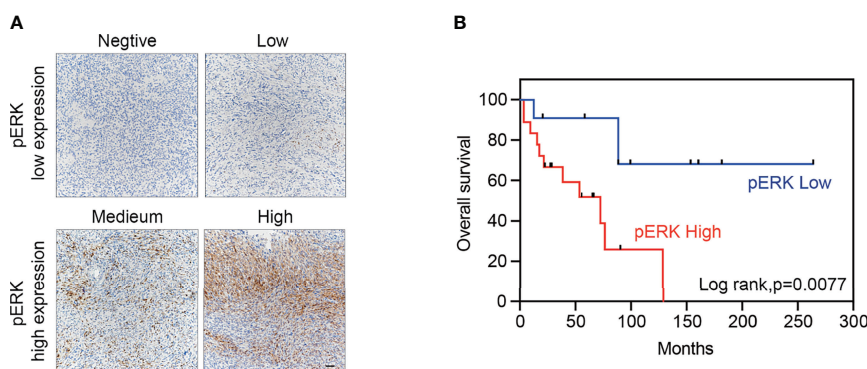 A
Negtive
Low
pERK
low expression
Medieum
High
pERK
high expression
B
Overall survival
100
80
60
40
20
0
pERK Low
pERK High
Log rank,p=0.0077
0
50
100
150
200
250
300
Months